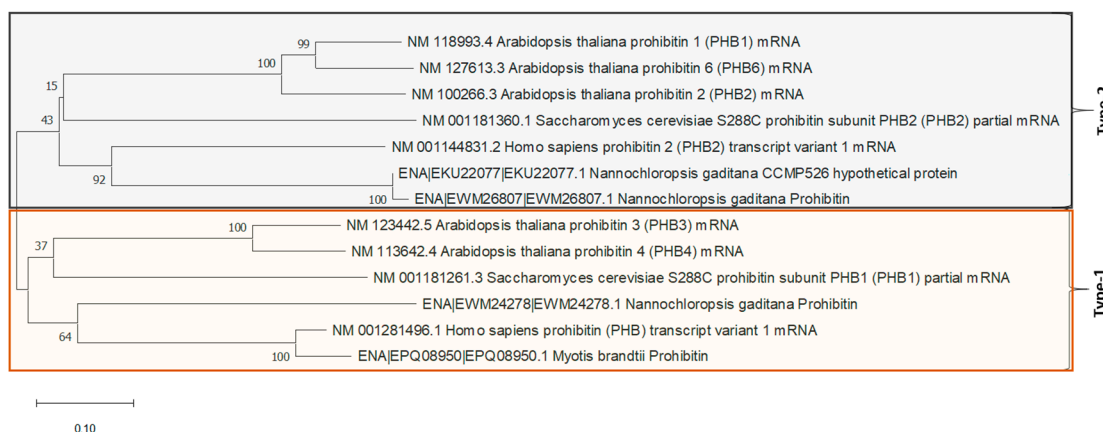 99
NM 118993.4 Arabidopsis thaliana prohibitin 1 (PHB1) mRNA
100
NM 127613.3 Arabidopsis thaliana prohibitin 6 (PHB6) mRNA
15
NM 100266.3 Arabidopsis thaliana prohibitin 2 (PHB2) mRNA
43
NM 001181360.1 Saccharomyces cerevisiae S288C prohibitin subunit PHB2 (PHB2) partial mRNA
NM 001144831.2 Homo sapiens prohibitin 2 (PHB2) transcript variant 1 mRNA
92
ENA|EKU22077|EKU22077.1 Nannochloropsis gaditana CCMP526 hypothetical protein
100
ENA|EWM26807|EWM26807.1 Nannochloropsis gaditana Prohibitin
Type-2
100
NM 123442.5 Arabidopsis thaliana prohibitin 3 (PHB3) mRNA
37
NM 113642.4 Arabidopsis thaliana prohibitin 4 (PHB4) mRNA
NM 001181261.3 Saccharomyces cerevisiae S288C prohibitin subunit PHB1 (PHB1) partial mRNA
ENA|EWM24278|EWM24278.1 Nannochloropsis gaditana Prohibitin
64
NM 001281496.1 Homo sapiens prohibitin (PHB) transcript variant 1 mRNA
100
ENA|EPQ08950|EPQ08950.1 Myotis brandtii Prohibitin
Type-1
0.10